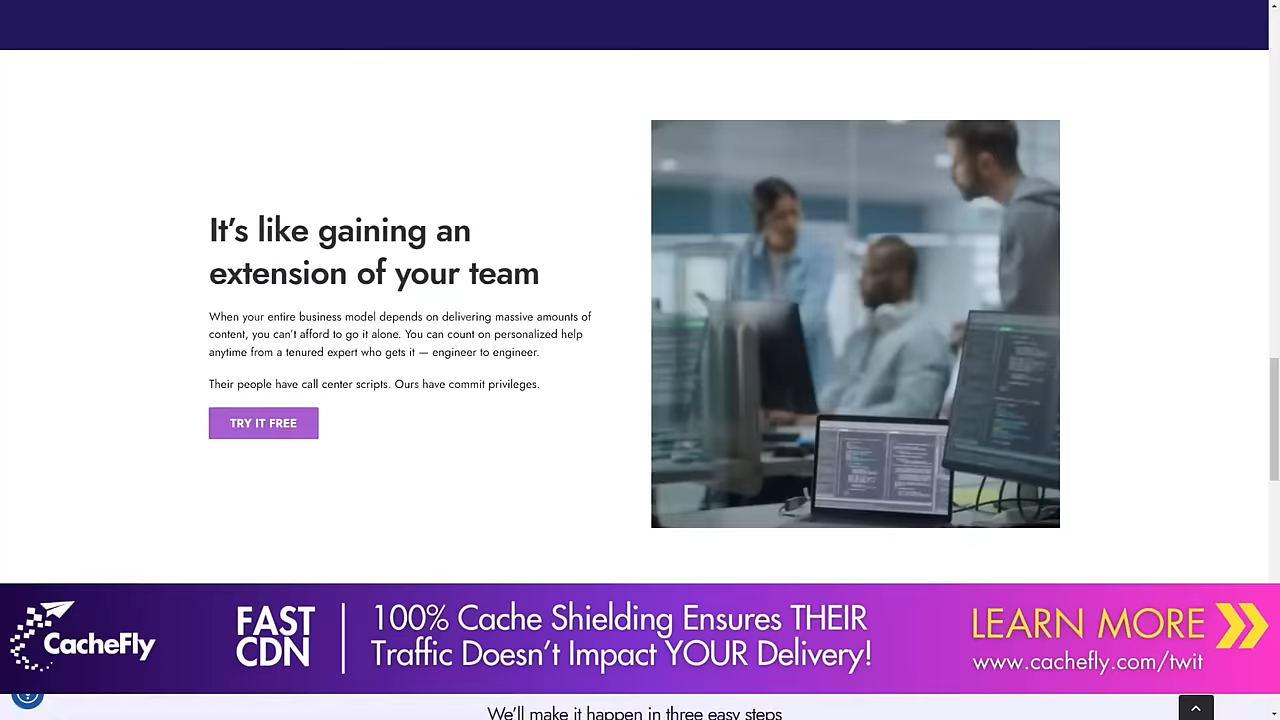 It's like gaining an
extension of your team
When your entire business model depends on delivering massive amounts of
content, you can't afford to go it alone. You can count on personalized help
anytime from a tenured expert who gets it — engineer to engineer.
Their people have call center scripts. Ours have commit privileges.
TRY IT FREE
CacheFly
FAST
CDN
100% Cache Shielding Ensures THEIR
Traffic Doesn't Impact YOUR Delivery!
LEARN MORE
www.cachefly.com/twit
We'll make it happen in three easy steps